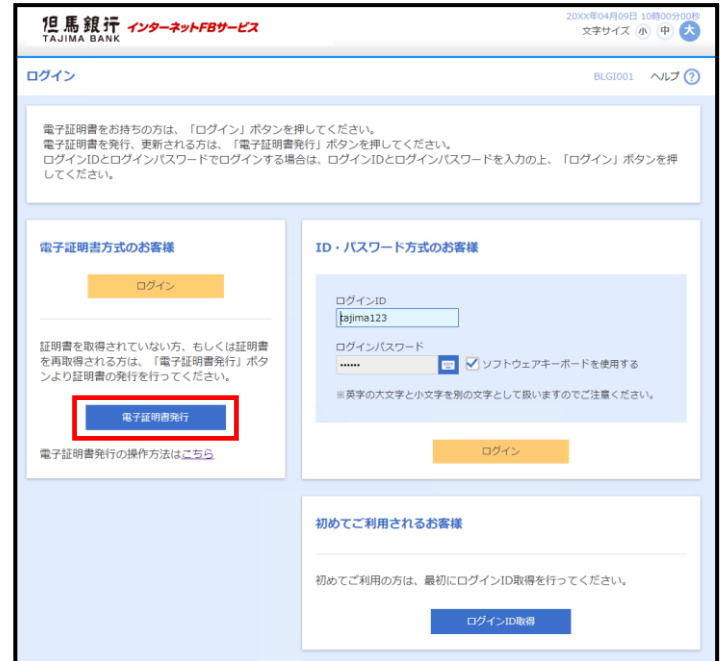 但馬銀行 インターネットFBサービス
TAJIMA BANK
20XX年04月09日 10時00分00秒
文字サイズ 小 中 大
ログイン
BLGI001 ヘルプ ?
電子証明書をお持ちの方は、「ログイン」ボタンを押してください。
電子証明書を発行、更新される方は、「電子証明書発行」ボタンを押してください。
ログインIDとログインパスワードでログインする場合は、ログインIDとログインパスワードを入力の上、「ログイン」ボタンを押
してください。
電子証明書方式のお客様
ログイン
証明書を取得されていない方、もしくは証明書
を再取得される方は、「電子証明書発行」ボタ
ンより証明書の発行を行ってください。
電子証明書発行
電子証明書発行の操作方法はこちら
ID・パスワード方式のお客様
ログインID
tajima123
ログインパスワード
••••••
ソフトウェアキーボードを使用する
※英字の大文字と小文字を別の文字として扱いますのでご注意ください。
ログイン
初めてご利用されるお客様
初めてご利用の方は、最初にログインID取得を行ってください。
ログインID取得